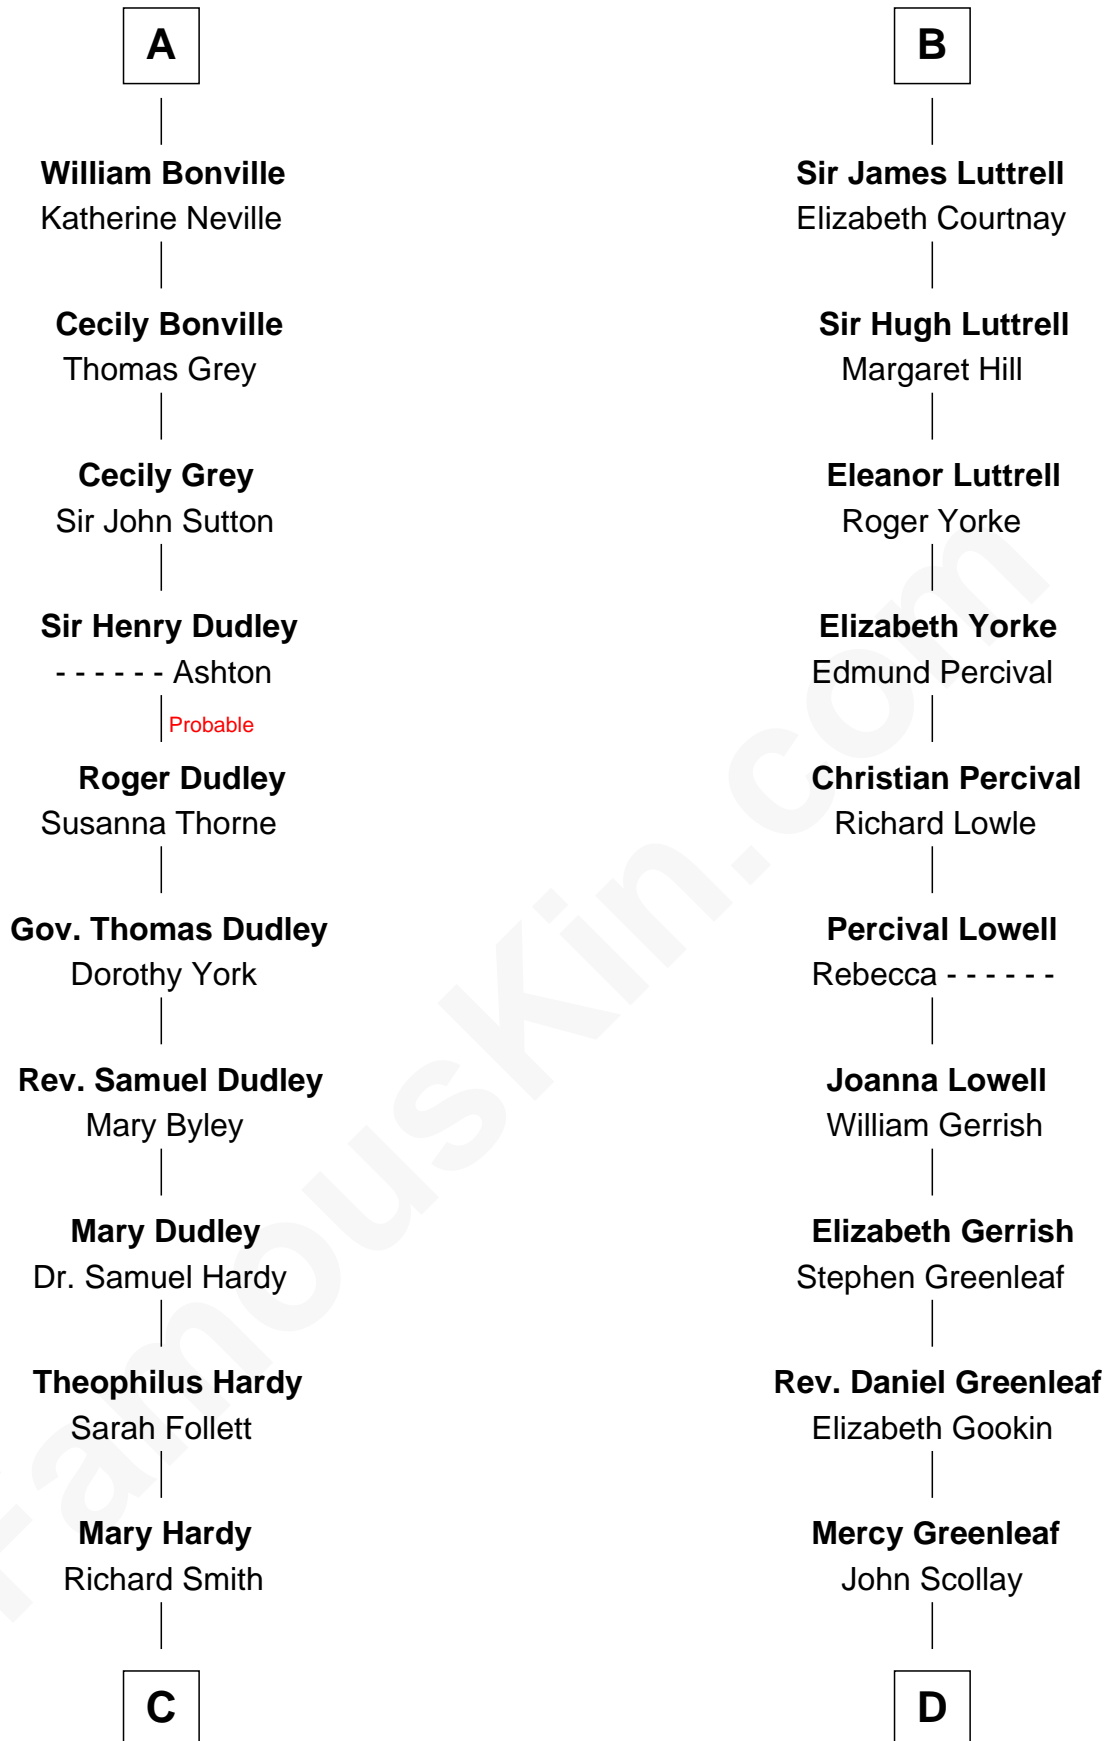 A
William Bonville
Katherine Neville
Cecily Bonville
Thomas Grey
Cecily Grey
Sir John Sutton
Sir Henry Dudley
- - - - - - Ashton
Probable
Roger Dudley
Susanna Thorne
Gov. Thomas Dudley
Dorothy York
Rev. Samuel Dudley
Mary Byley
Mary Dudley
Dr. Samuel Hardy
Theophilus Hardy
Sarah Follett
Mary Hardy
Richard Smith
C
B
Sir James Luttrell
Elizabeth Courtnay
Sir Hugh Luttrell
Margaret Hill
Eleanor Luttrell
Roger Yorke
Elizabeth Yorke
Edmund Percival
Christian Percival
Richard Lowle
Percival Lowell
Rebecca - - - - - -
Joanna Lowell
William Gerrish
Elizabeth Gerrish
Stephen Greenleaf
Rev. Daniel Greenleaf
Elizabeth Gookin
Mercy Greenleaf
John Scollay
D
FamousKin.com